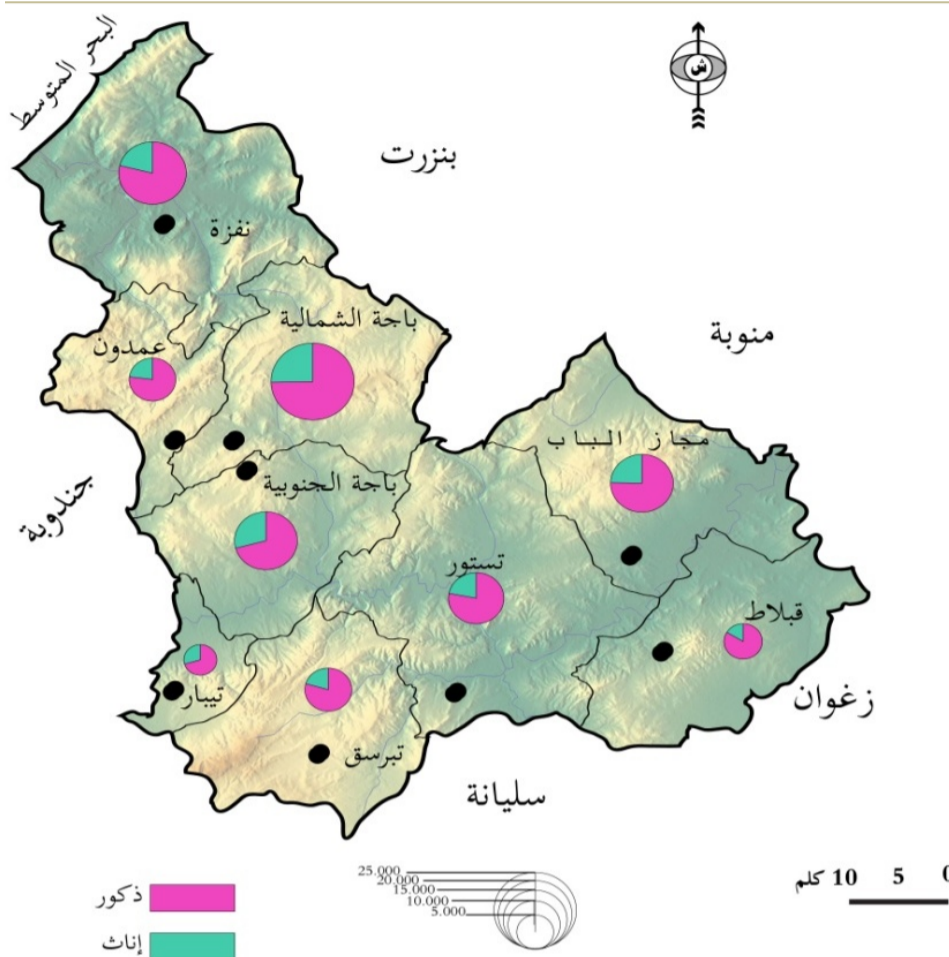 البحر المتوسط
ش
بنزرت
نفزة
باجة الشمالية
منوبة
عمدون
مجاز الباب
جندوبة
باجة الجنوبية
تستور
قبلاط
تيبار
زغوان
تبرسق
سليانة
ذكور
إناث
25.000
20.000
15.000
10.000
5.000
0 5 10 كلم